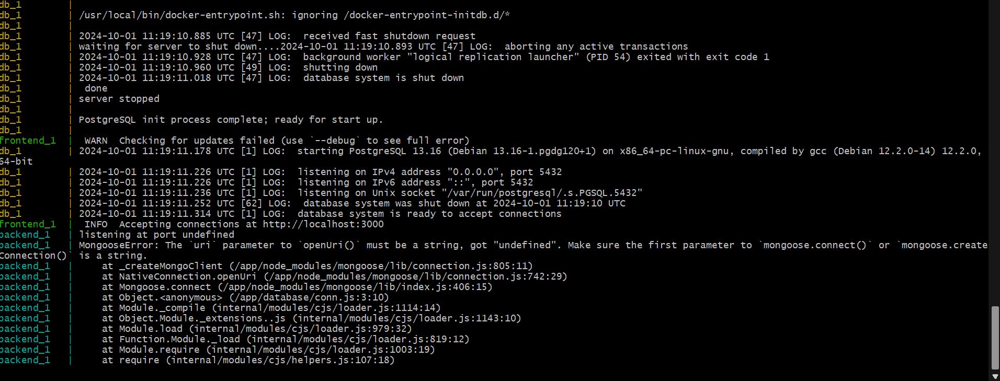 db_1         |
db_1         | /usr/local/bin/docker-entrypoint.sh: ignoring /docker-entrypoint-initdb.d/*
db_1         |
db_1         | 2024-10-01 11:19:10.885 UTC [47] LOG:  received fast shutdown request
db_1         | waiting for server to shut down....2024-10-01 11:19:10.893 UTC [47] LOG:  aborting any active transactions
db_1         | 2024-10-01 11:19:10.928 UTC [47] LOG:  background worker "logical replication launcher" (PID 54) exited with exit code 1
db_1         | 2024-10-01 11:19:10.960 UTC [49] LOG:  shutting down
db_1         | 2024-10-01 11:19:11.018 UTC [47] LOG:  database system is shut down
db_1         |  done
db_1         | server stopped
db_1         |
db_1         | PostgreSQL init process complete; ready for start up.
db_1         |
frontend_1   |  WARN  Checking for updates failed (use `--debug` to see full error)
db_1         | 2024-10-01 11:19:11.178 UTC [1] LOG:  starting PostgreSQL 13.16 (Debian 13.16-1.pgdg120+1) on x86_64-pc-linux-gnu, compiled by gcc (Debian 12.2.0-14) 12.2.0,
64-bit
db_1         | 2024-10-01 11:19:11.226 UTC [1] LOG:  listening on IPv4 address "0.0.0.0", port 5432
db_1         | 2024-10-01 11:19:11.226 UTC [1] LOG:  listening on IPv6 address "::", port 5432
db_1         | 2024-10-01 11:19:11.236 UTC [1] LOG:  listening on Unix socket "/var/run/postgresql/.s.PGSQL.5432"
db_1         | 2024-10-01 11:19:11.252 UTC [62] LOG:  database system was shut down at 2024-10-01 11:19:10 UTC
db_1         | 2024-10-01 11:19:11.314 UTC [1] LOG:  database system is ready to accept connections
frontend_1   |  INFO  Accepting connections at http://localhost:3000
backend_1    | listening at port undefined
backend_1    | MongooseError: The `uri` parameter to `openUri()` must be a string, got "undefined". Make sure the first parameter to `mongoose.connect()` or `mongoose.create
Connection()` is a string.
backend_1    |     at _createMongoClient (/app/node_modules/mongoose/lib/connection.js:805:11)
backend_1    |     at NativeConnection.openUri (/app/node_modules/mongoose/lib/connection.js:742:29)
backend_1    |     at Mongoose.connect (/app/node_modules/mongoose/lib/index.js:406:15)
backend_1    |     at Object.<anonymous> (/app/database/conn.js:3:10)
backend_1    |     at Module._compile (internal/modules/cjs/loader.js:1114:14)
backend_1    |     at Object.Module._extensions..js (internal/modules/cjs/loader.js:1143:10)
backend_1    |     at Module.load (internal/modules/cjs/loader.js:979:32)
backend_1    |     at Function.Module._load (internal/modules/cjs/loader.js:819:12)
backend_1    |     at Module.require (internal/modules/cjs/loader.js:1003:19)
backend_1    |     at require (internal/modules/cjs/helpers.js:107:18)